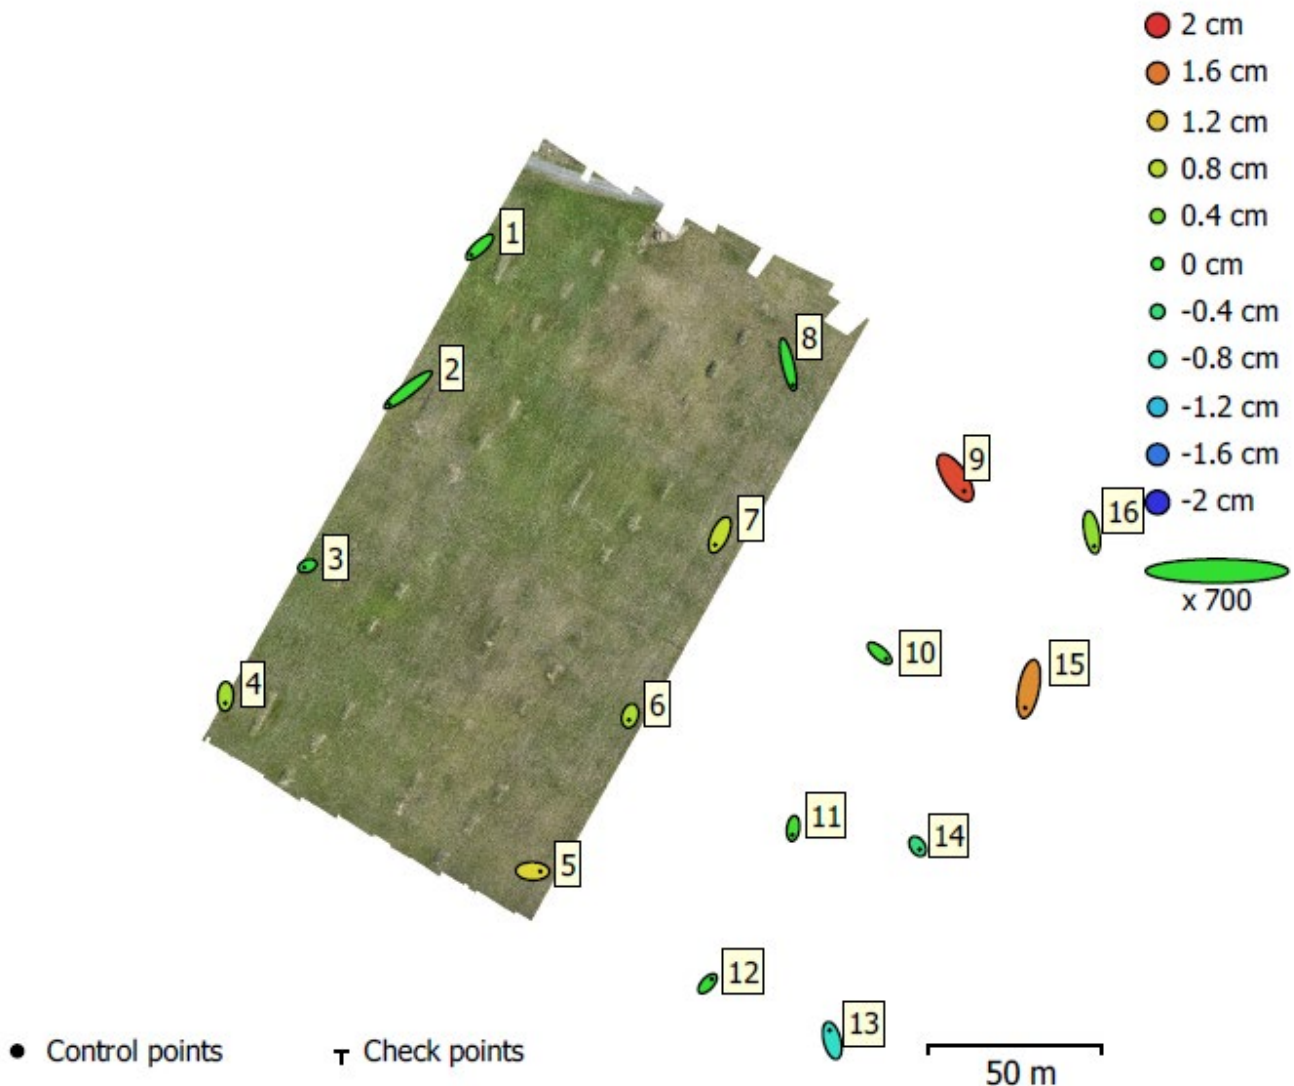 2 cm
1.6 cm
1.2 cm
0.8 cm
0.4 cm
0 cm
-0.4 cm
-0.8 cm
-1.2 cm
-1.6 cm
-2 cm
x 700
1
2
8
9
7
16
3
10
15
4
6
11
14
5
12
13
Control points
Check points
50 m